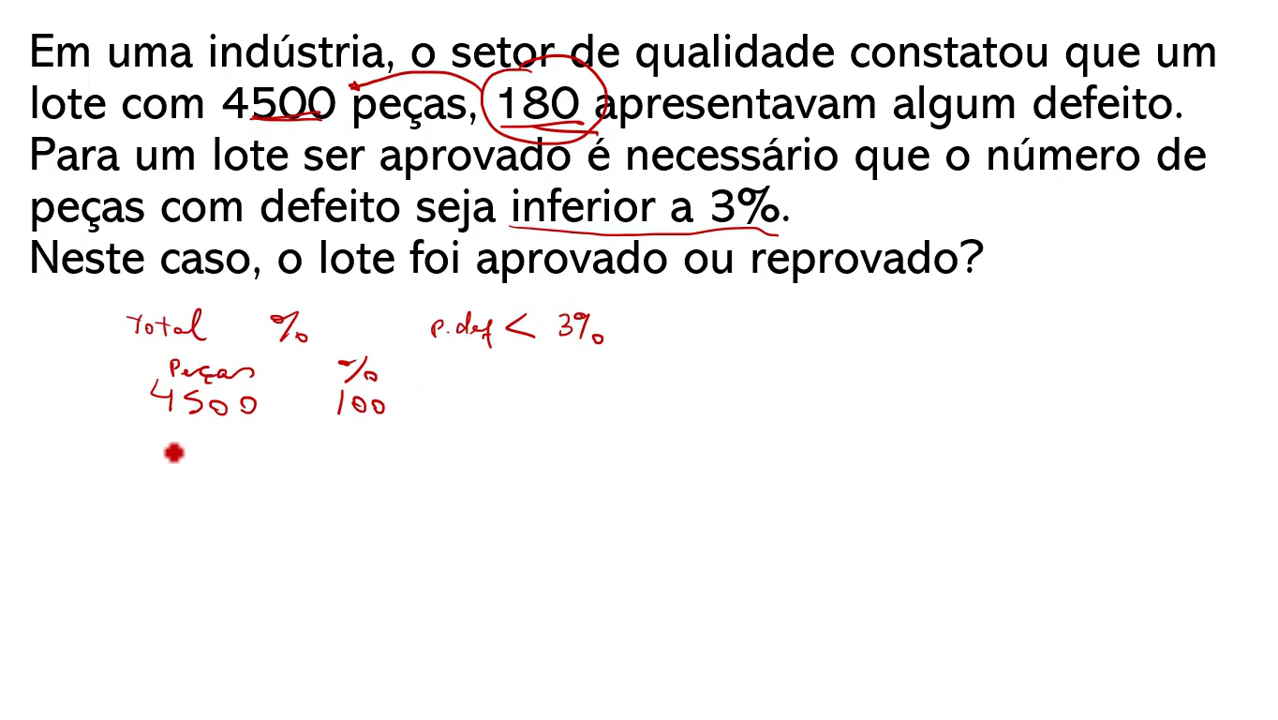 Em uma indústria, o setor de qualidade constatou que um
lote com 4500 peças, 180 apresentavam algum defeito.
Para um lote ser aprovado é necessário que o número de
peças com defeito seja inferior a 3%.
Neste caso, o lote foi aprovado ou reprovado?
Total % p.def < 3%
Peças %
4500 100